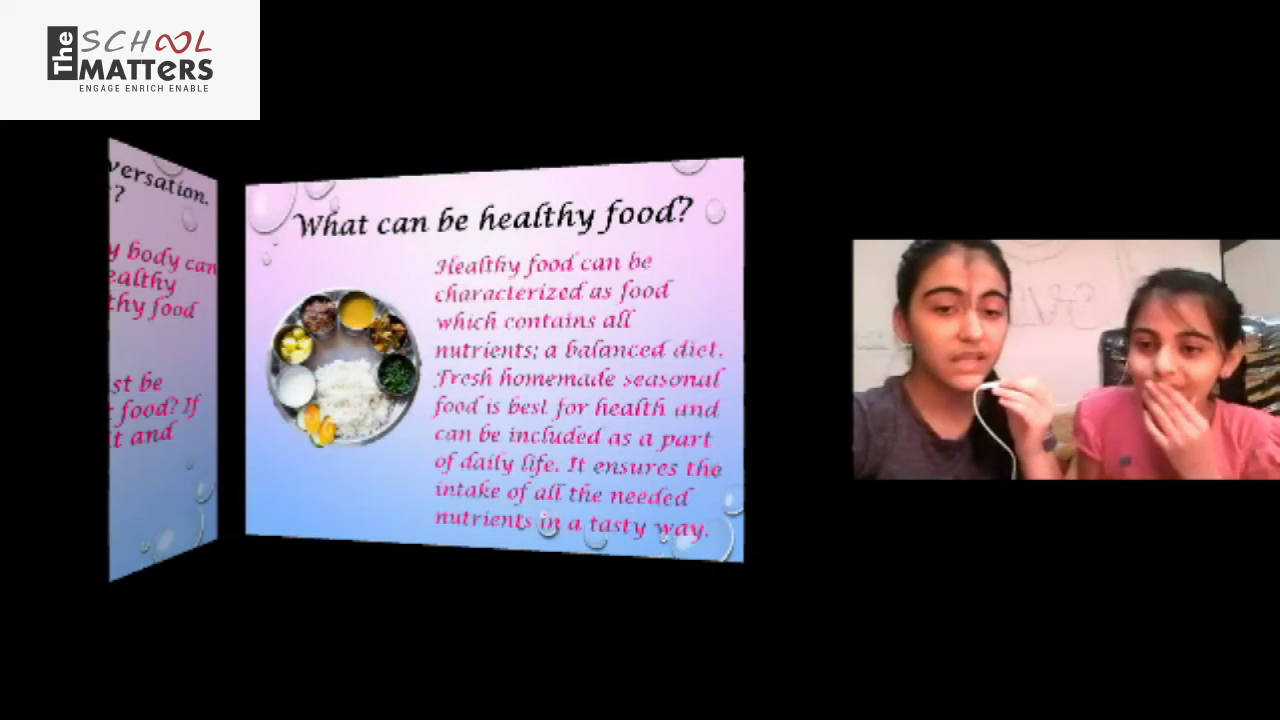 The SCHOOL
MATTeRS
ENGAGE ENRICH ENABLE
versation.
?
y body can
ealthy
thy food
st be
food? If
t and
What can be healthy food?
Healthy food can be
characterized as food
which contains all
nutrients; a balanced diet.
Fresh homemade seasonal
food is best for health and
can be included as a part
of daily life. It ensures the
intake of all the needed
nutrients in a tasty way.